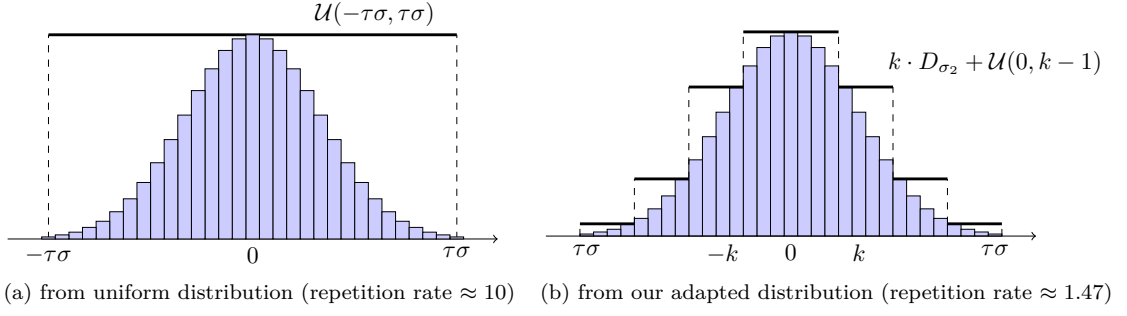 𝒰(−τσ, τσ)
k · D_{σ₂} + 𝒰(0, k − 1)
−τσ 0 τσ
τσ −k 0 k τσ
(a) from uniform distribution (repetition rate ≈ 10)
(b) from our adapted distribution (repetition rate ≈ 1.47)